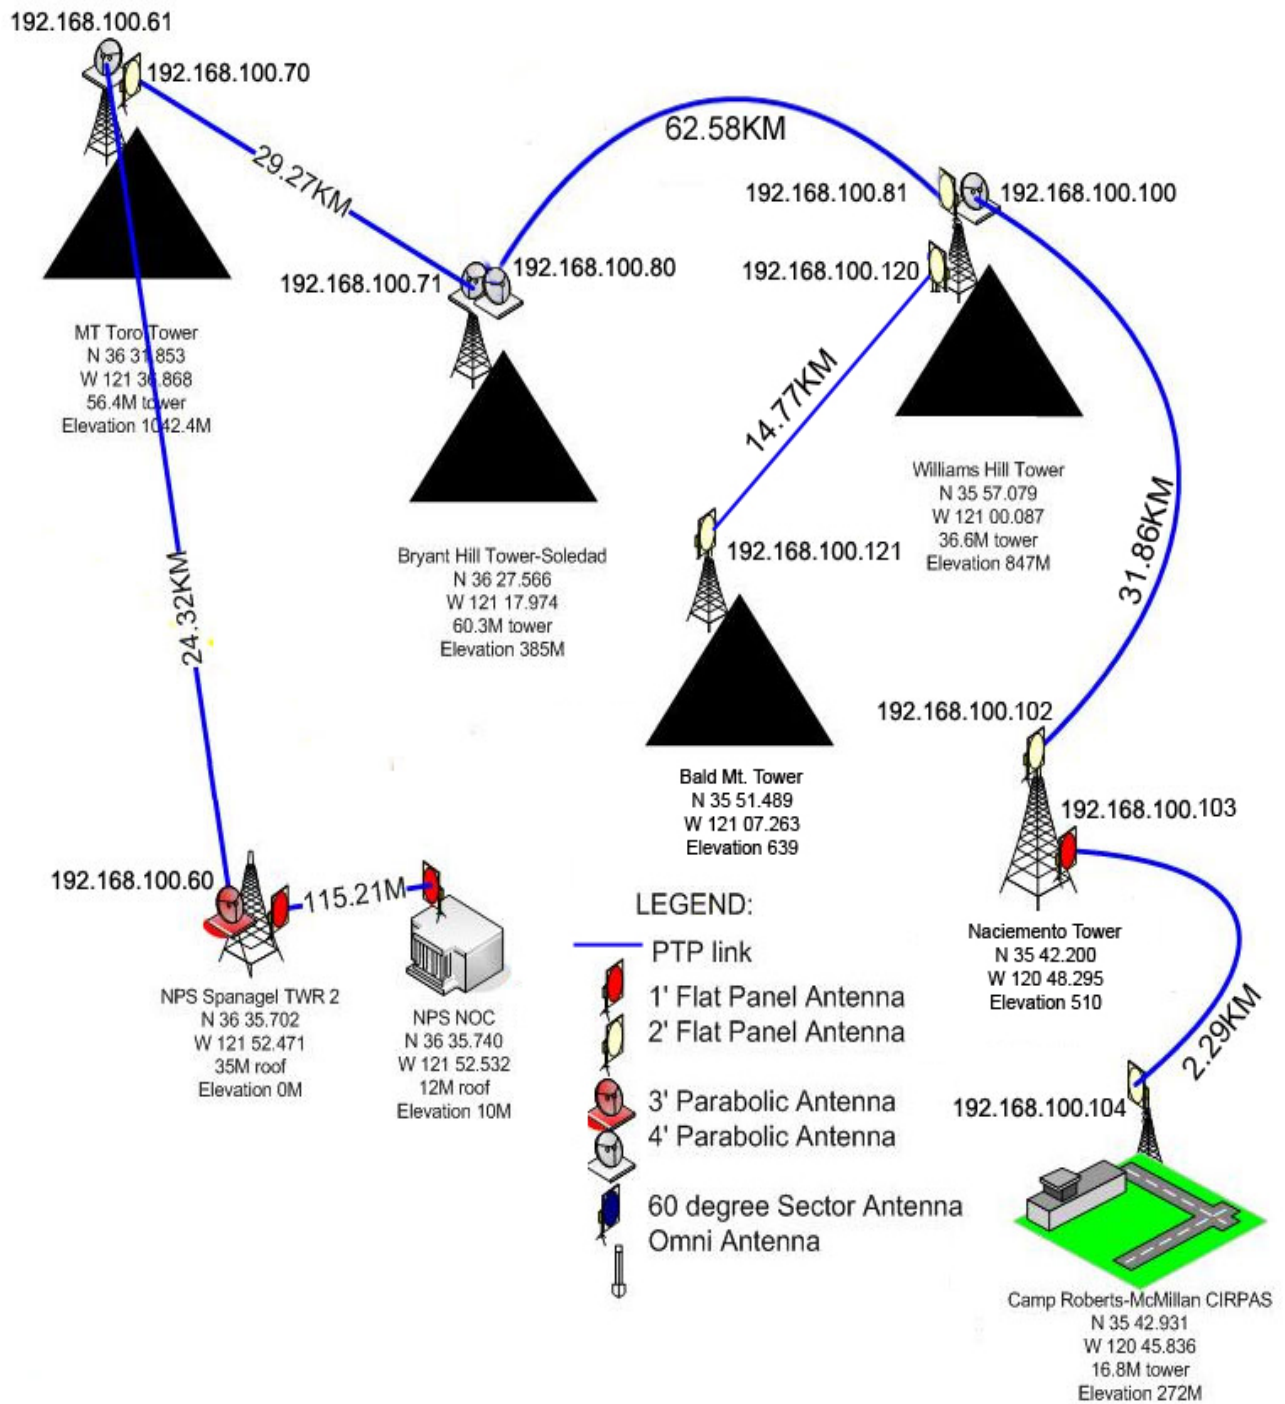 192.168.100.61
192.168.100.70
62.58KM
29.27KM
192.168.100.81
192.168.100.100
192.168.100.71
192.168.100.80
192.168.100.120
MT Toro Tower
N 36 31.853
W 121 36.868
56.4M tower
Elevation 1042.4M
14.77KM
Williams Hill Tower
N 35 57.079
W 121 00.087
36.6M tower
Elevation 847M
31.86KM
Bryant Hill Tower-Soledad
N 36 27.566
W 121 17.974
60.3M tower
Elevation 385M
192.168.100.121
24.32KM
192.168.100.102
Bald Mt. Tower
N 35 51.489
W 121 07.263
Elevation 639
192.168.100.103
192.168.100.60
115.21M
Naciemento Tower
N 35 42.200
W 120 48.295
Elevation 510
NPS Spanagel TWR 2
N 36 35.702
W 121 52.471
35M roof
Elevation 0M
NPS NOC
N 36 35.740
W 121 52.532
12M roof
Elevation 10M
LEGEND:
PTP link
1' Flat Panel Antenna
2' Flat Panel Antenna
3' Parabolic Antenna
4' Parabolic Antenna
60 degree Sector Antenna
Omni Antenna
2.29KM
192.168.100.104
Camp Roberts-McMillan CIRPAS
N 35 42.931
W 120 45.836
16.8M tower
Elevation 272M